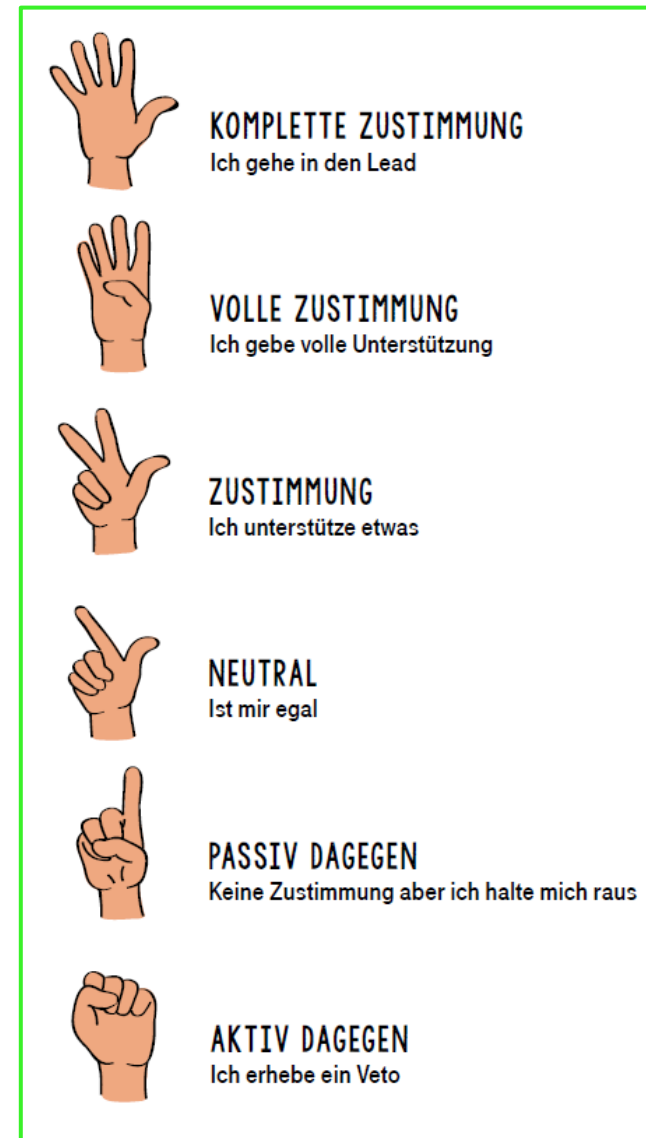 KOMPLETTE ZUSTIMMUNG
Ich gehe in den Lead
VOLLE ZUSTIMMUNG
Ich gebe volle Unterstützung
ZUSTIMMUNG
Ich unterstütze etwas
NEUTRAL
Ist mir egal
PASSIV DAGEGEN
Keine Zustimmung aber ich halte mich raus
AKTIV DAGEGEN
Ich erhebe ein Veto